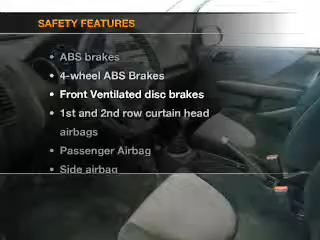 SAFETY FEATURES
• ABS brakes
• 4-wheel ABS Brakes
• Front Ventilated disc brakes
• 1st and 2nd row curtain head
airbags
• Passenger Airbag
• Side airbag